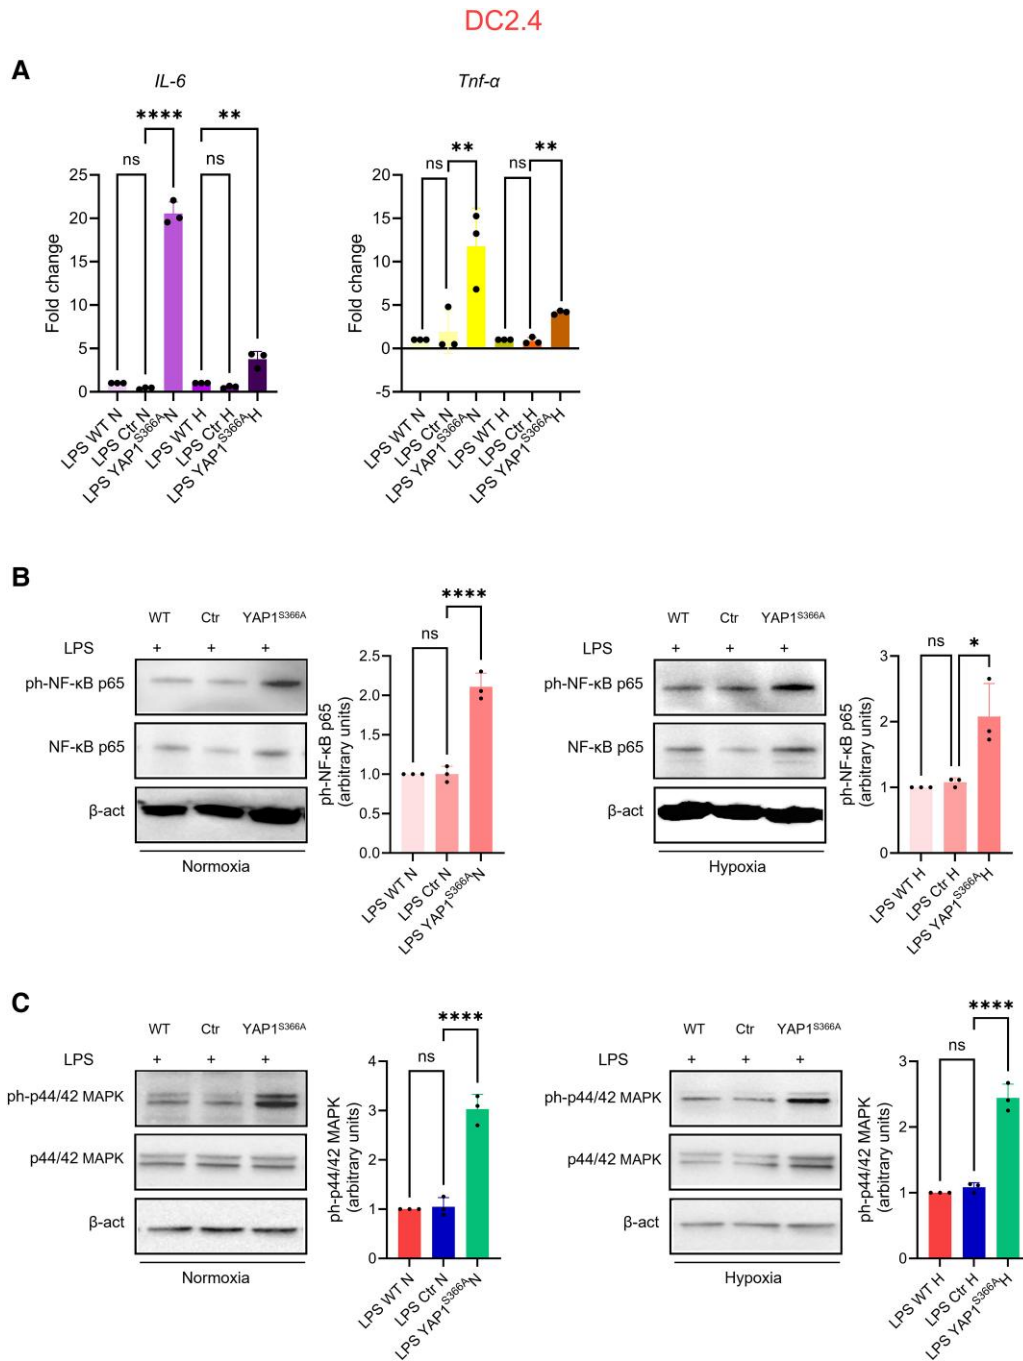 DC2.4
A
IL-6
Tnf-α
**** **
ns ns
** **
ns ns
Fold change
25
20
15
10
5
0
LPS WT N
LPS Ctr N
LPS YAP1S366A N
LPS WT H
LPS Ctr H
LPS YAP1S366A H
Fold change
20
15
10
5
0
-5
LPS WT N
LPS Ctr N
LPS YAP1S366A N
LPS WT H
LPS Ctr H
LPS YAP1S366A H
B
WT Ctr YAP1S366A
LPS + + +
ph-NF-κB p65
NF-κB p65
β-act
Normoxia
****
ns
ph-NF-κB p65
(arbitrary units)
2.5
2.0
1.5
1.0
0.5
0.0
LPS WT N
LPS Ctr N
LPS YAP1S366A N
WT Ctr YAP1S366A
LPS + + +
ph-NF-κB p65
NF-κB p65
β-act
Hypoxia
ns *
ph-NF-κB p65
(arbitrary units)
3
2
1
0
LPS WT H
LPS Ctr H
LPS YAP1S366A H
C
WT Ctr YAP1S366A
LPS + + +
ph-p44/42 MAPK
p44/42 MAPK
β-act
Normoxia
****
ns
ph-p44/42 MAPK
(arbitrary units)
4
3
2
1
0
LPS WT N
LPS Ctr N
LPS YAP1S366A N
WT Ctr YAP1S366A
LPS + + +
ph-p44/42 MAPK
p44/42 MAPK
β-act
Hypoxia
****
ns
ph-p44/42 MAPK
(arbitrary units)
3
2
1
0
LPS WT H
LPS Ctr H
LPS YAP1S366A H